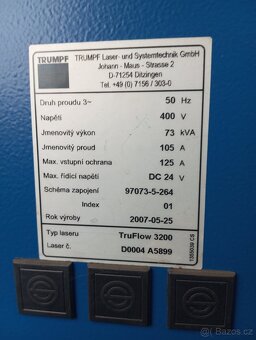 TRUMPF
TRUMPF Laser- und Systemtechnik GmbH
Johann - Maus - Strasse 2
D-71254 Ditzingen
Tel. +49 (0) 7156 / 303-0
Druh proudu 3~ 50 Hz
Napětí 400 V
Jmenovitý výkon 73 kVA
Jmenovitý proud 105 A
Max. vstupní ochrana 125 A
Max. řídící napětí DC 24 V
Schéma zapojení 97073-5-264
Index 01
Rok výroby 2007-05-25
Typ laseru TruFlow 3200
Laser č. D0004 A5899
1355039 CS
Bazos.cz